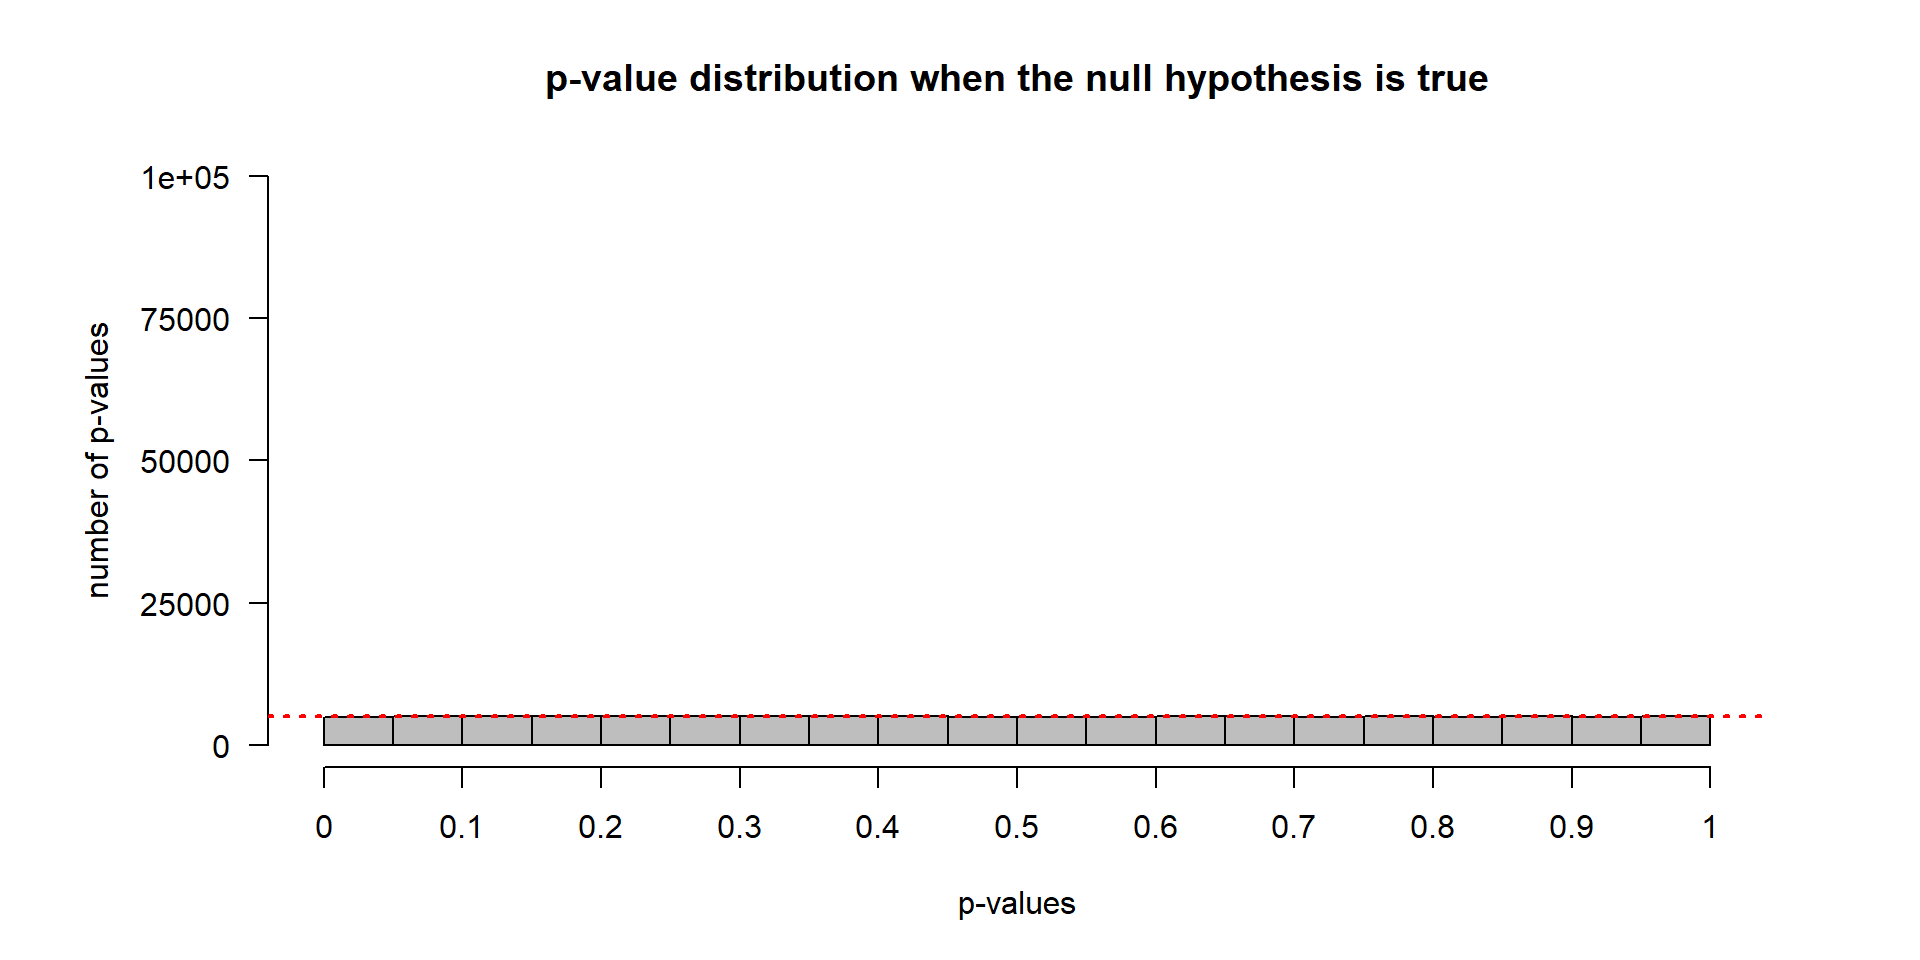 p-value distribution when the null hypothesis is true
number of p-values
1e+05
75000
50000
25000
0
0 0.1 0.2 0.3 0.4 0.5 0.6 0.7 0.8 0.9 1
p-values